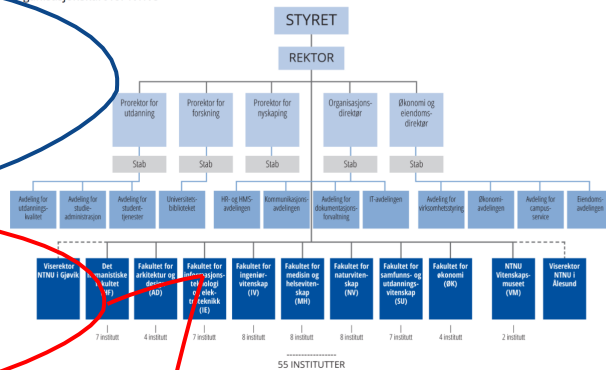 STYRET
REKTOR
Prorektor for
utdanning
Prorektor for
forskning
Prorektor for
nyskaping
Organisasjons-
direktør
Økonomi og
eiendoms-
direktør
Stab
Stab
Stab
Stab
Stab
Avdeling for
utdannings-
kvalitet
Avdeling for
studie-
administrasjon
Avdeling for
student-
tjenester
Universitets-
biblioteket
HR- og HMS-
avdelingen
Kommunikasjons-
avdelingen
Avdeling for
dokumentasjons-
forvaltning
IT-avdelingen
Avdeling for
virksomhetsstyring
Økonomi-
avdelingen
Avdeling for
campus-
service
Eiendoms-
avdelingen
Viserektor
NTNU i Gjøvik
Det
humanistiske
fakultet
(HF)
Fakultet for
arkitektur og
design
(AD)
Fakultet for
informasjons-
teknologi
og elek-
troteknikk
(IE)
Fakultet for
ingeniør-
vitenskap
(IV)
Fakultet for
medisin og
helseviten-
skap
(MH)
Fakultet for
naturviten-
skap
(NV)
Fakultet for
samfunns- og
utdannings-
vitenskap
(SU)
Fakultet for
økonomi
(ØK)
NTNU
Vitenskaps-
museet
(VM)
Viserektor
NTNU i
Ålesund
7 institutt
4 institutt
7 institutt
8 institutt
8 institutt
8 institutt
7 institutt
4 institutt
2 institutt
55 INSTITUTTER